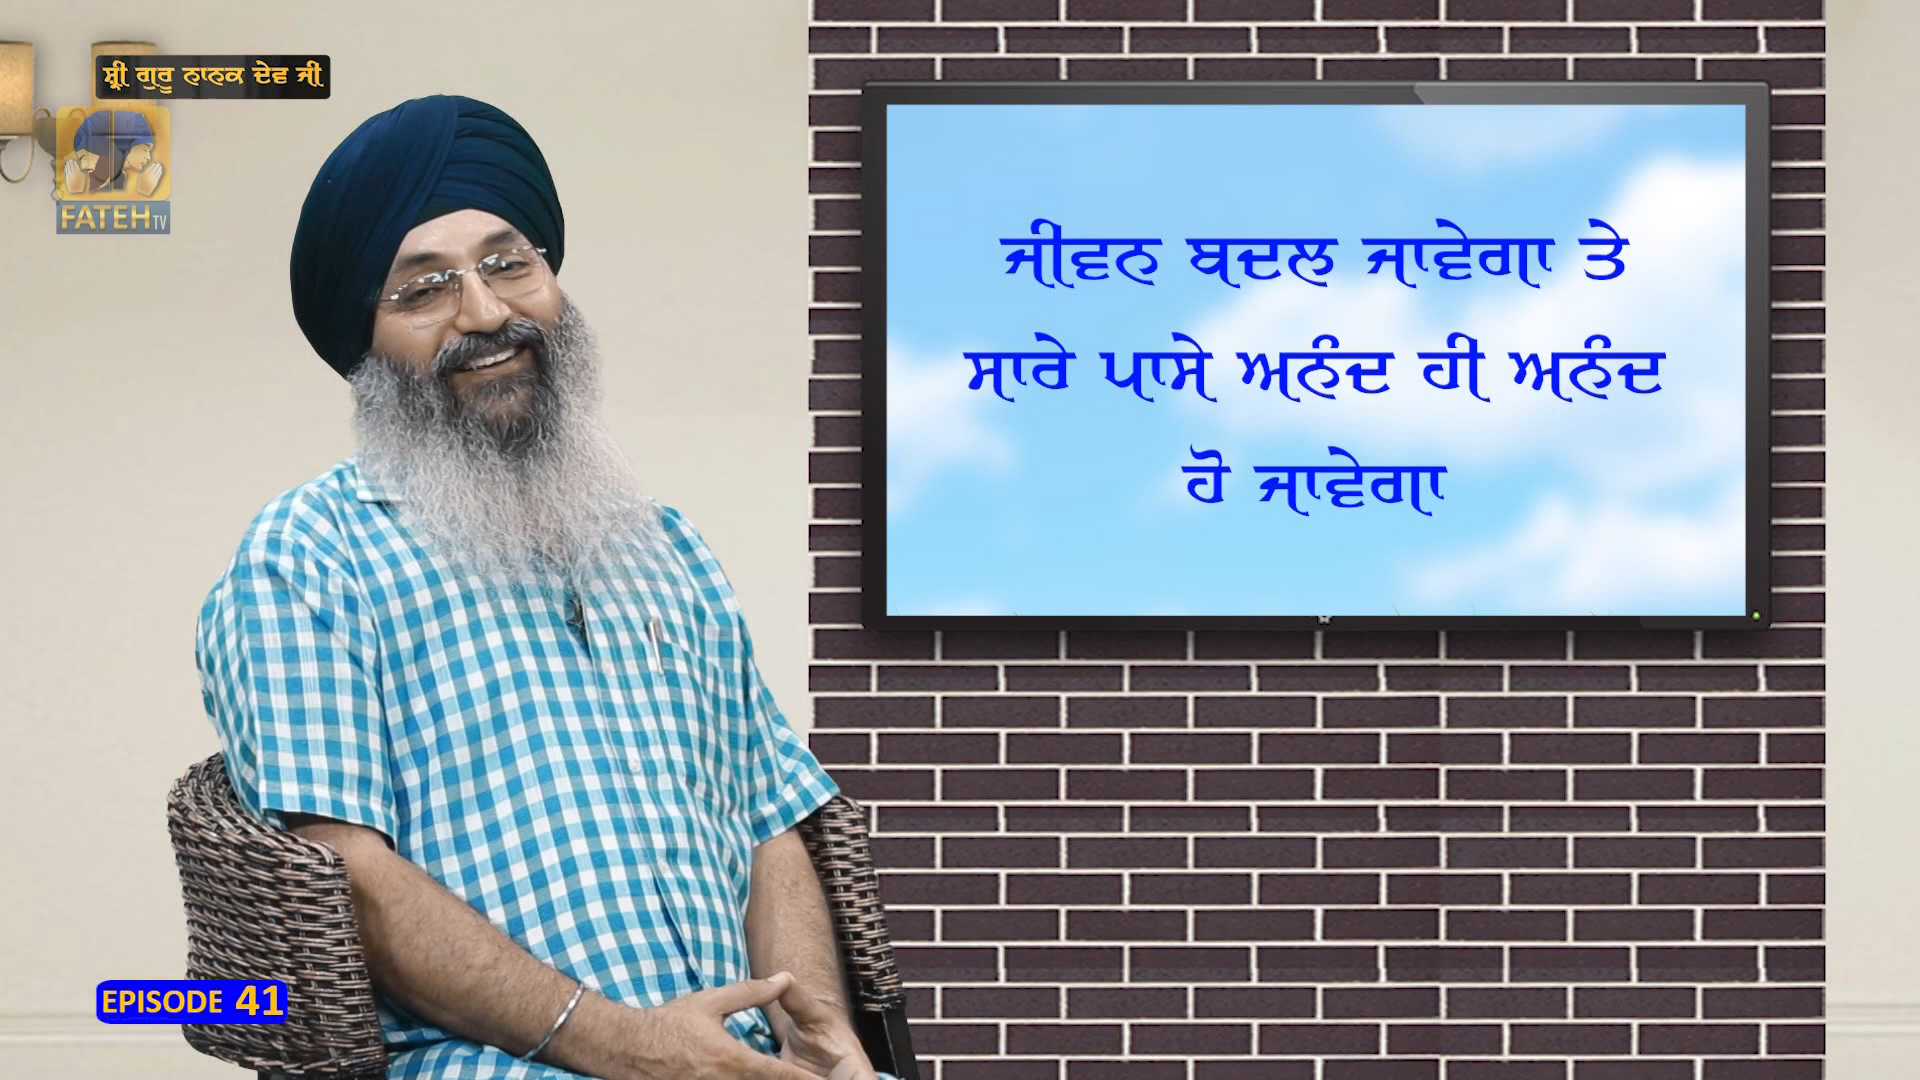 ਸ੍ਰੀ ਗੁਰੂ ਨਾਨਕ ਦੇਵ ਜੀ
FATEH TV
ਜੀਵਨ ਬਦਲ ਜਾਵੇਗਾ ਤੇ
ਸਾਰੇ ਪਾਸੇ ਅਨੰਦ ਹੀ ਅਨੰਦ
ਹੋ ਜਾਵੇਗਾ
EPISODE 41